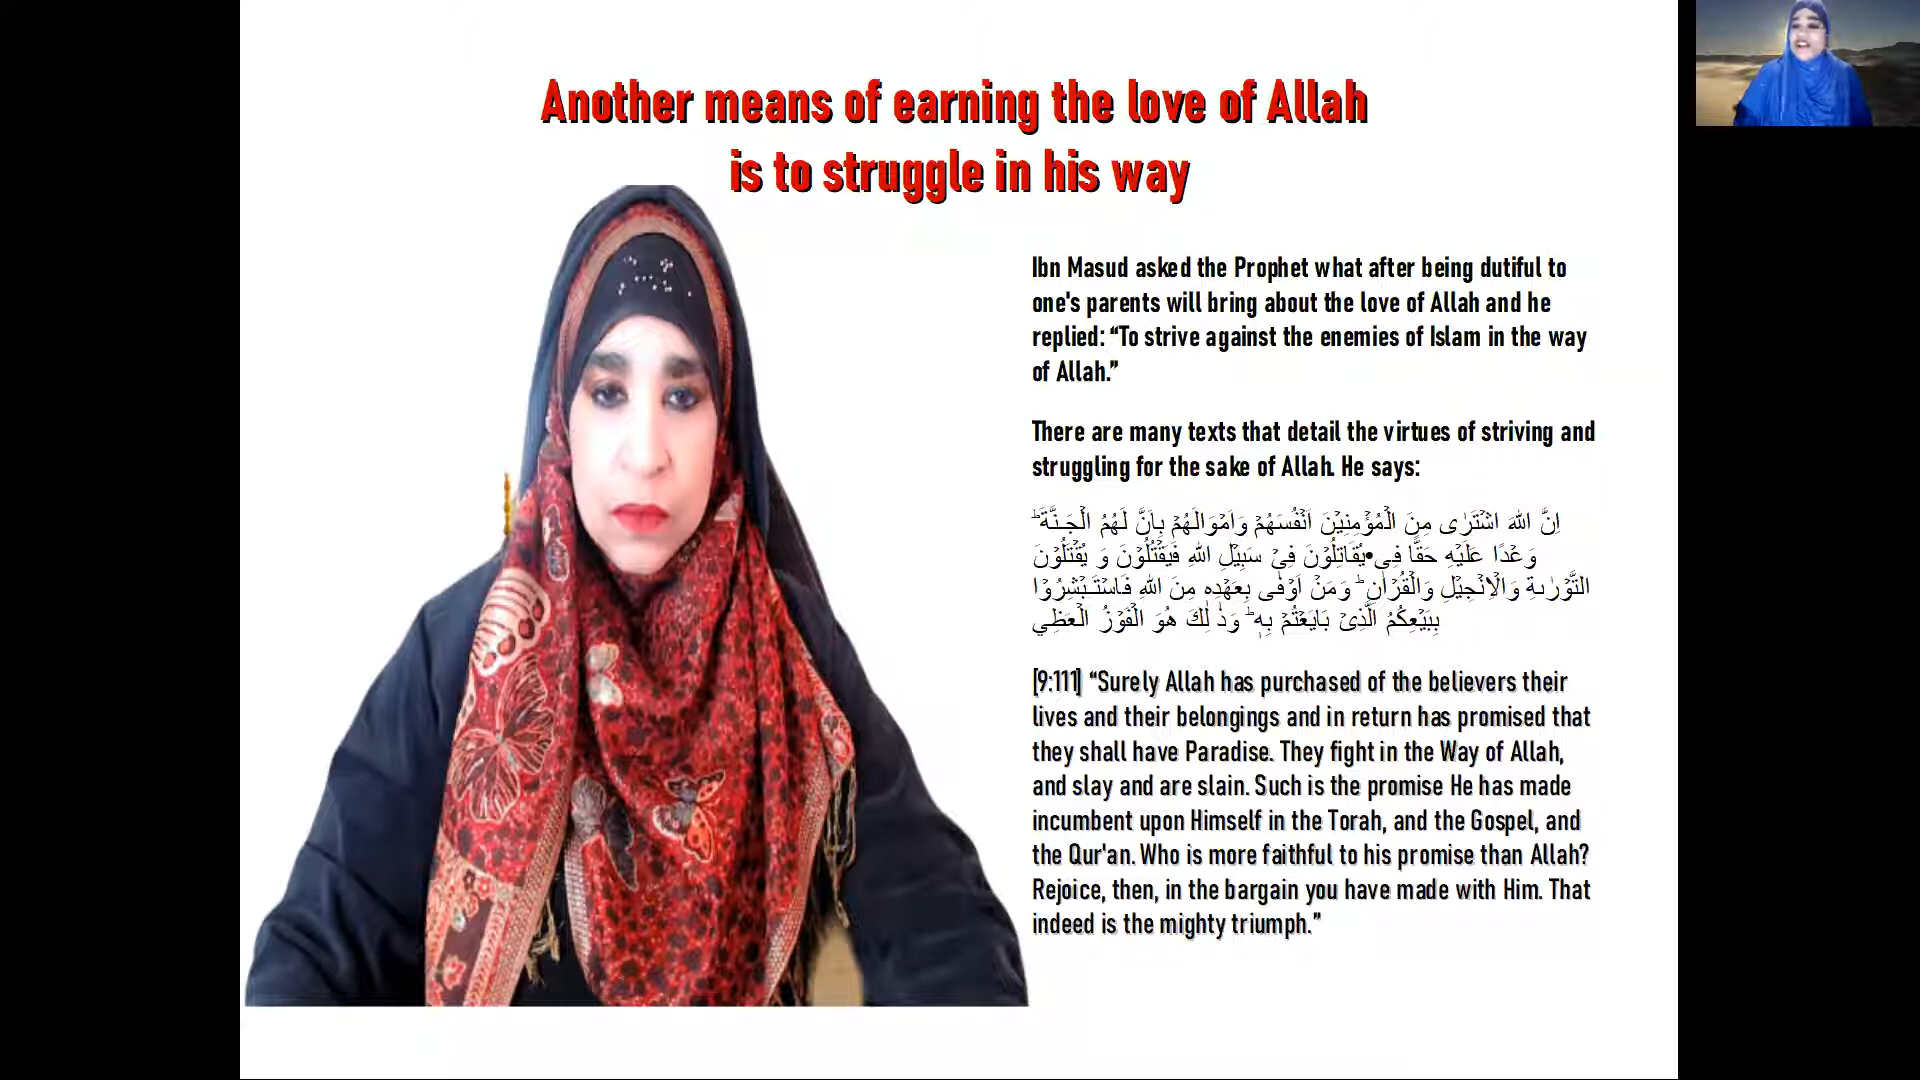 Another means of earning the love of Allah
is to struggle in his way
Ibn Masud asked the Prophet what after being dutiful to
one's parents will bring about the love of Allah and he
replied: “To strive against the enemies of Islam in the way
of Allah.”
There are many texts that detail the virtues of striving and
struggling for the sake of Allah. He says:
اِنَّ اللّٰهَ اشۡتَرٰى مِنَ الۡمُؤۡمِنِيۡنَ اَنۡفُسَهُمۡ وَاَمۡوَالَهُمۡ بِاَنَّ لَهُمُ الۡجَــنَّةَ​ ؕ
يُقَاتِلُوۡنَ فِىۡ سَبِيۡلِ اللّٰهِ فَيَقۡتُلُوۡنَ وَ يُقۡتَلُوۡنَ•وَعۡدًا عَلَيۡهِ حَقًّا فِى
التَّوۡرٰٮةِ وَالۡاِنۡجِيۡلِ وَالۡقُرۡاٰنِ​ ؕ وَمَنۡ اَوۡفٰى بِعَهۡدِهٖ مِنَ اللّٰهِ فَاسۡتَـبۡشِرُوۡا
بِبَيۡعِكُمُ الَّذِىۡ بَايَعۡتُمۡ بِهٖ​ ؕ وَذٰ لِكَ هُوَ الۡفَوۡزُ الۡعَظِي
[9:111] “Surely Allah has purchased of the believers their
lives and their belongings and in return has promised that
they shall have Paradise. They fight in the Way of Allah,
and slay and are slain. Such is the promise He has made
incumbent upon Himself in the Torah, and the Gospel, and
the Qur'an. Who is more faithful to his promise than Allah?
Rejoice, then, in the bargain you have made with Him. That
indeed is the mighty triumph.”